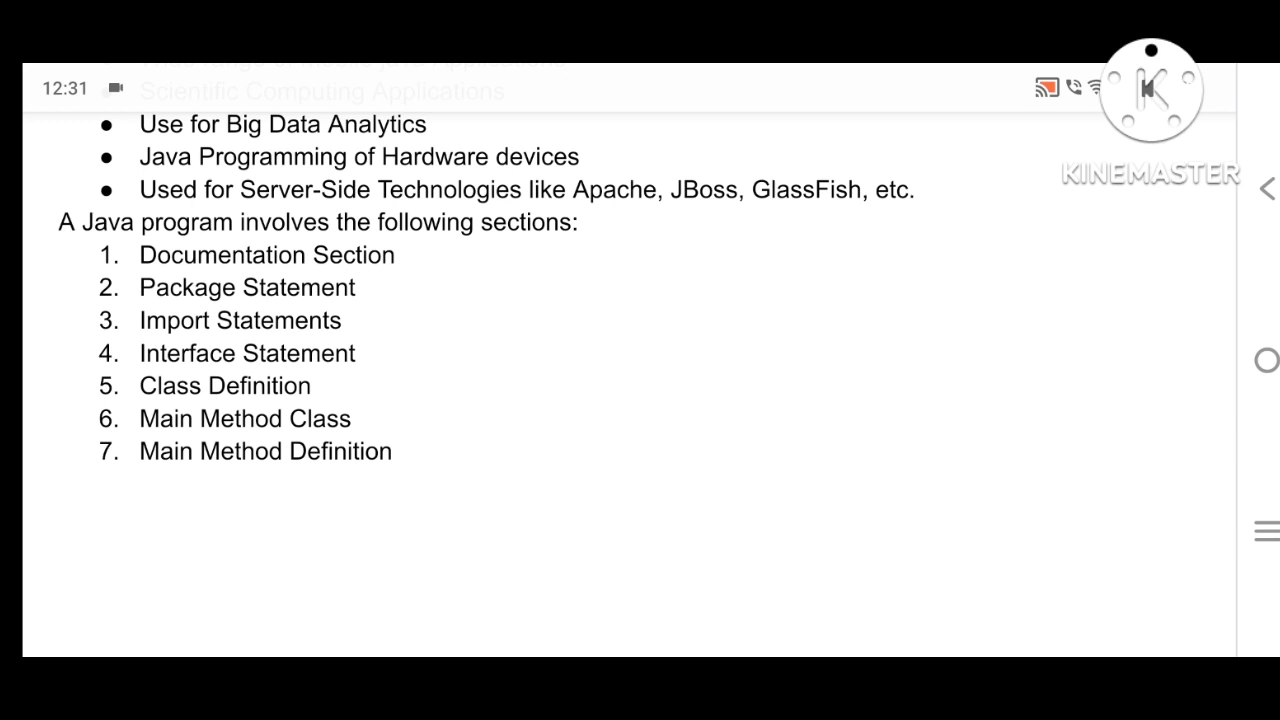 12:31
Scientific Computing Applications
● Use for Big Data Analytics
● Java Programming of Hardware devices
● Used for Server-Side Technologies like Apache, JBoss, GlassFish, etc.
A Java program involves the following sections:
1. Documentation Section
2. Package Statement
3. Import Statements
4. Interface Statement
5. Class Definition
6. Main Method Class
7. Main Method Definition
K
KINEMASTER